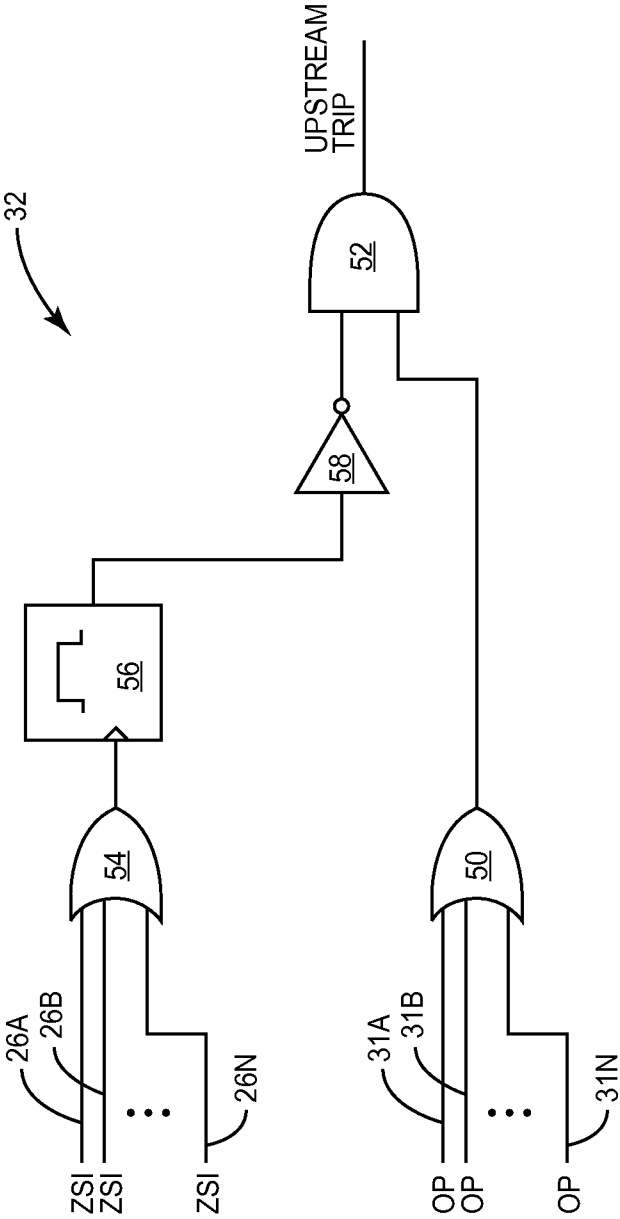 32
UPSTREAM
TRIP
52
58
56
54
50
26A
26B
26N
ZSI
ZSI
ZSI
31A
31B
31N
OP
OP
OP